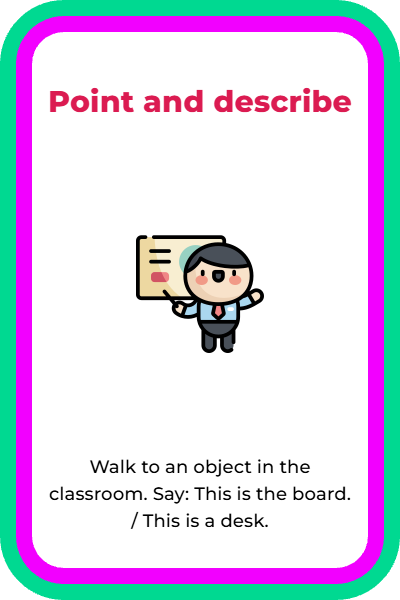 Point and describe
Walk to an object in the
classroom. Say: This is the board.
/ This is a desk.